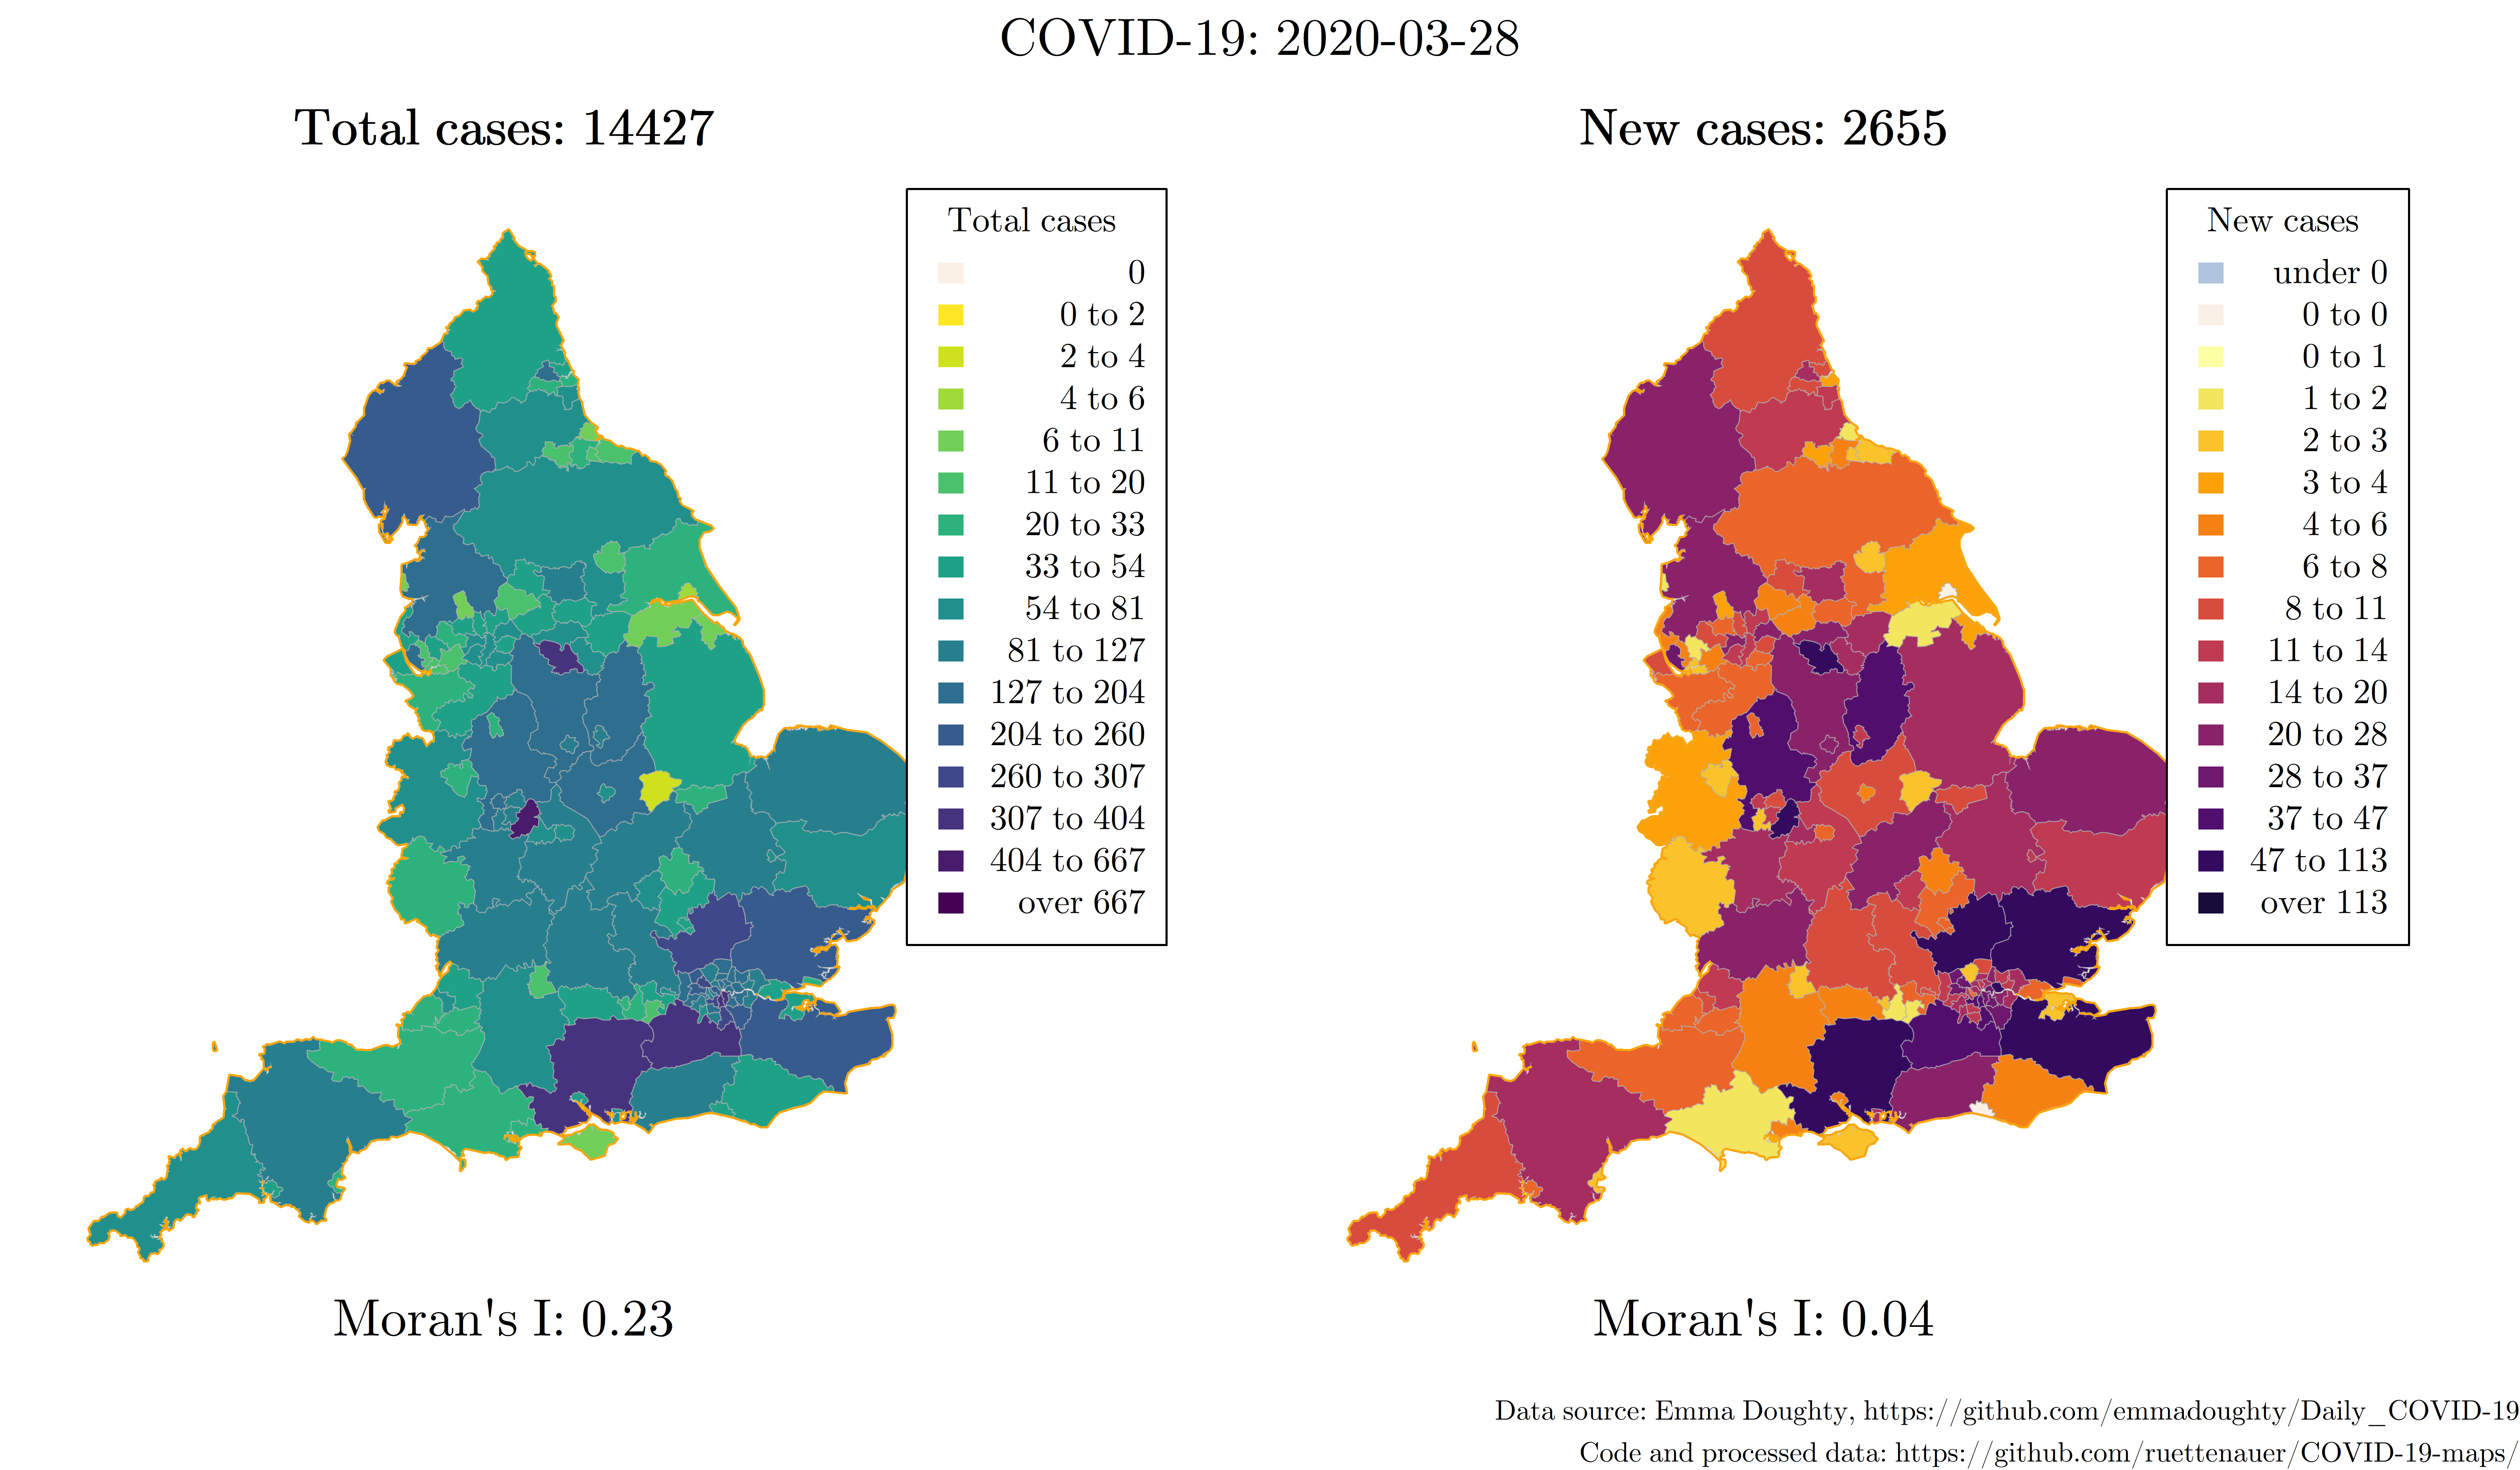 COVID-19: 2020-03-28
Total cases: 14427
Total cases
0
0 to 2
2 to 4
4 to 6
6 to 11
11 to 20
20 to 33
33 to 54
54 to 81
81 to 127
127 to 204
204 to 260
260 to 307
307 to 404
404 to 667
over 667
Moran's I: 0.23
New cases: 2655
New cases
under 0
0 to 0
0 to 1
1 to 2
2 to 3
3 to 4
4 to 6
6 to 8
8 to 11
11 to 14
14 to 20
20 to 28
28 to 37
37 to 47
47 to 113
over 113
Moran's I: 0.04
Data source: Emma Doughty, https://github.com/emmadoughty/Daily_COVID-19
Code and processed data: https://github.com/ruettenauer/COVID-19-maps/